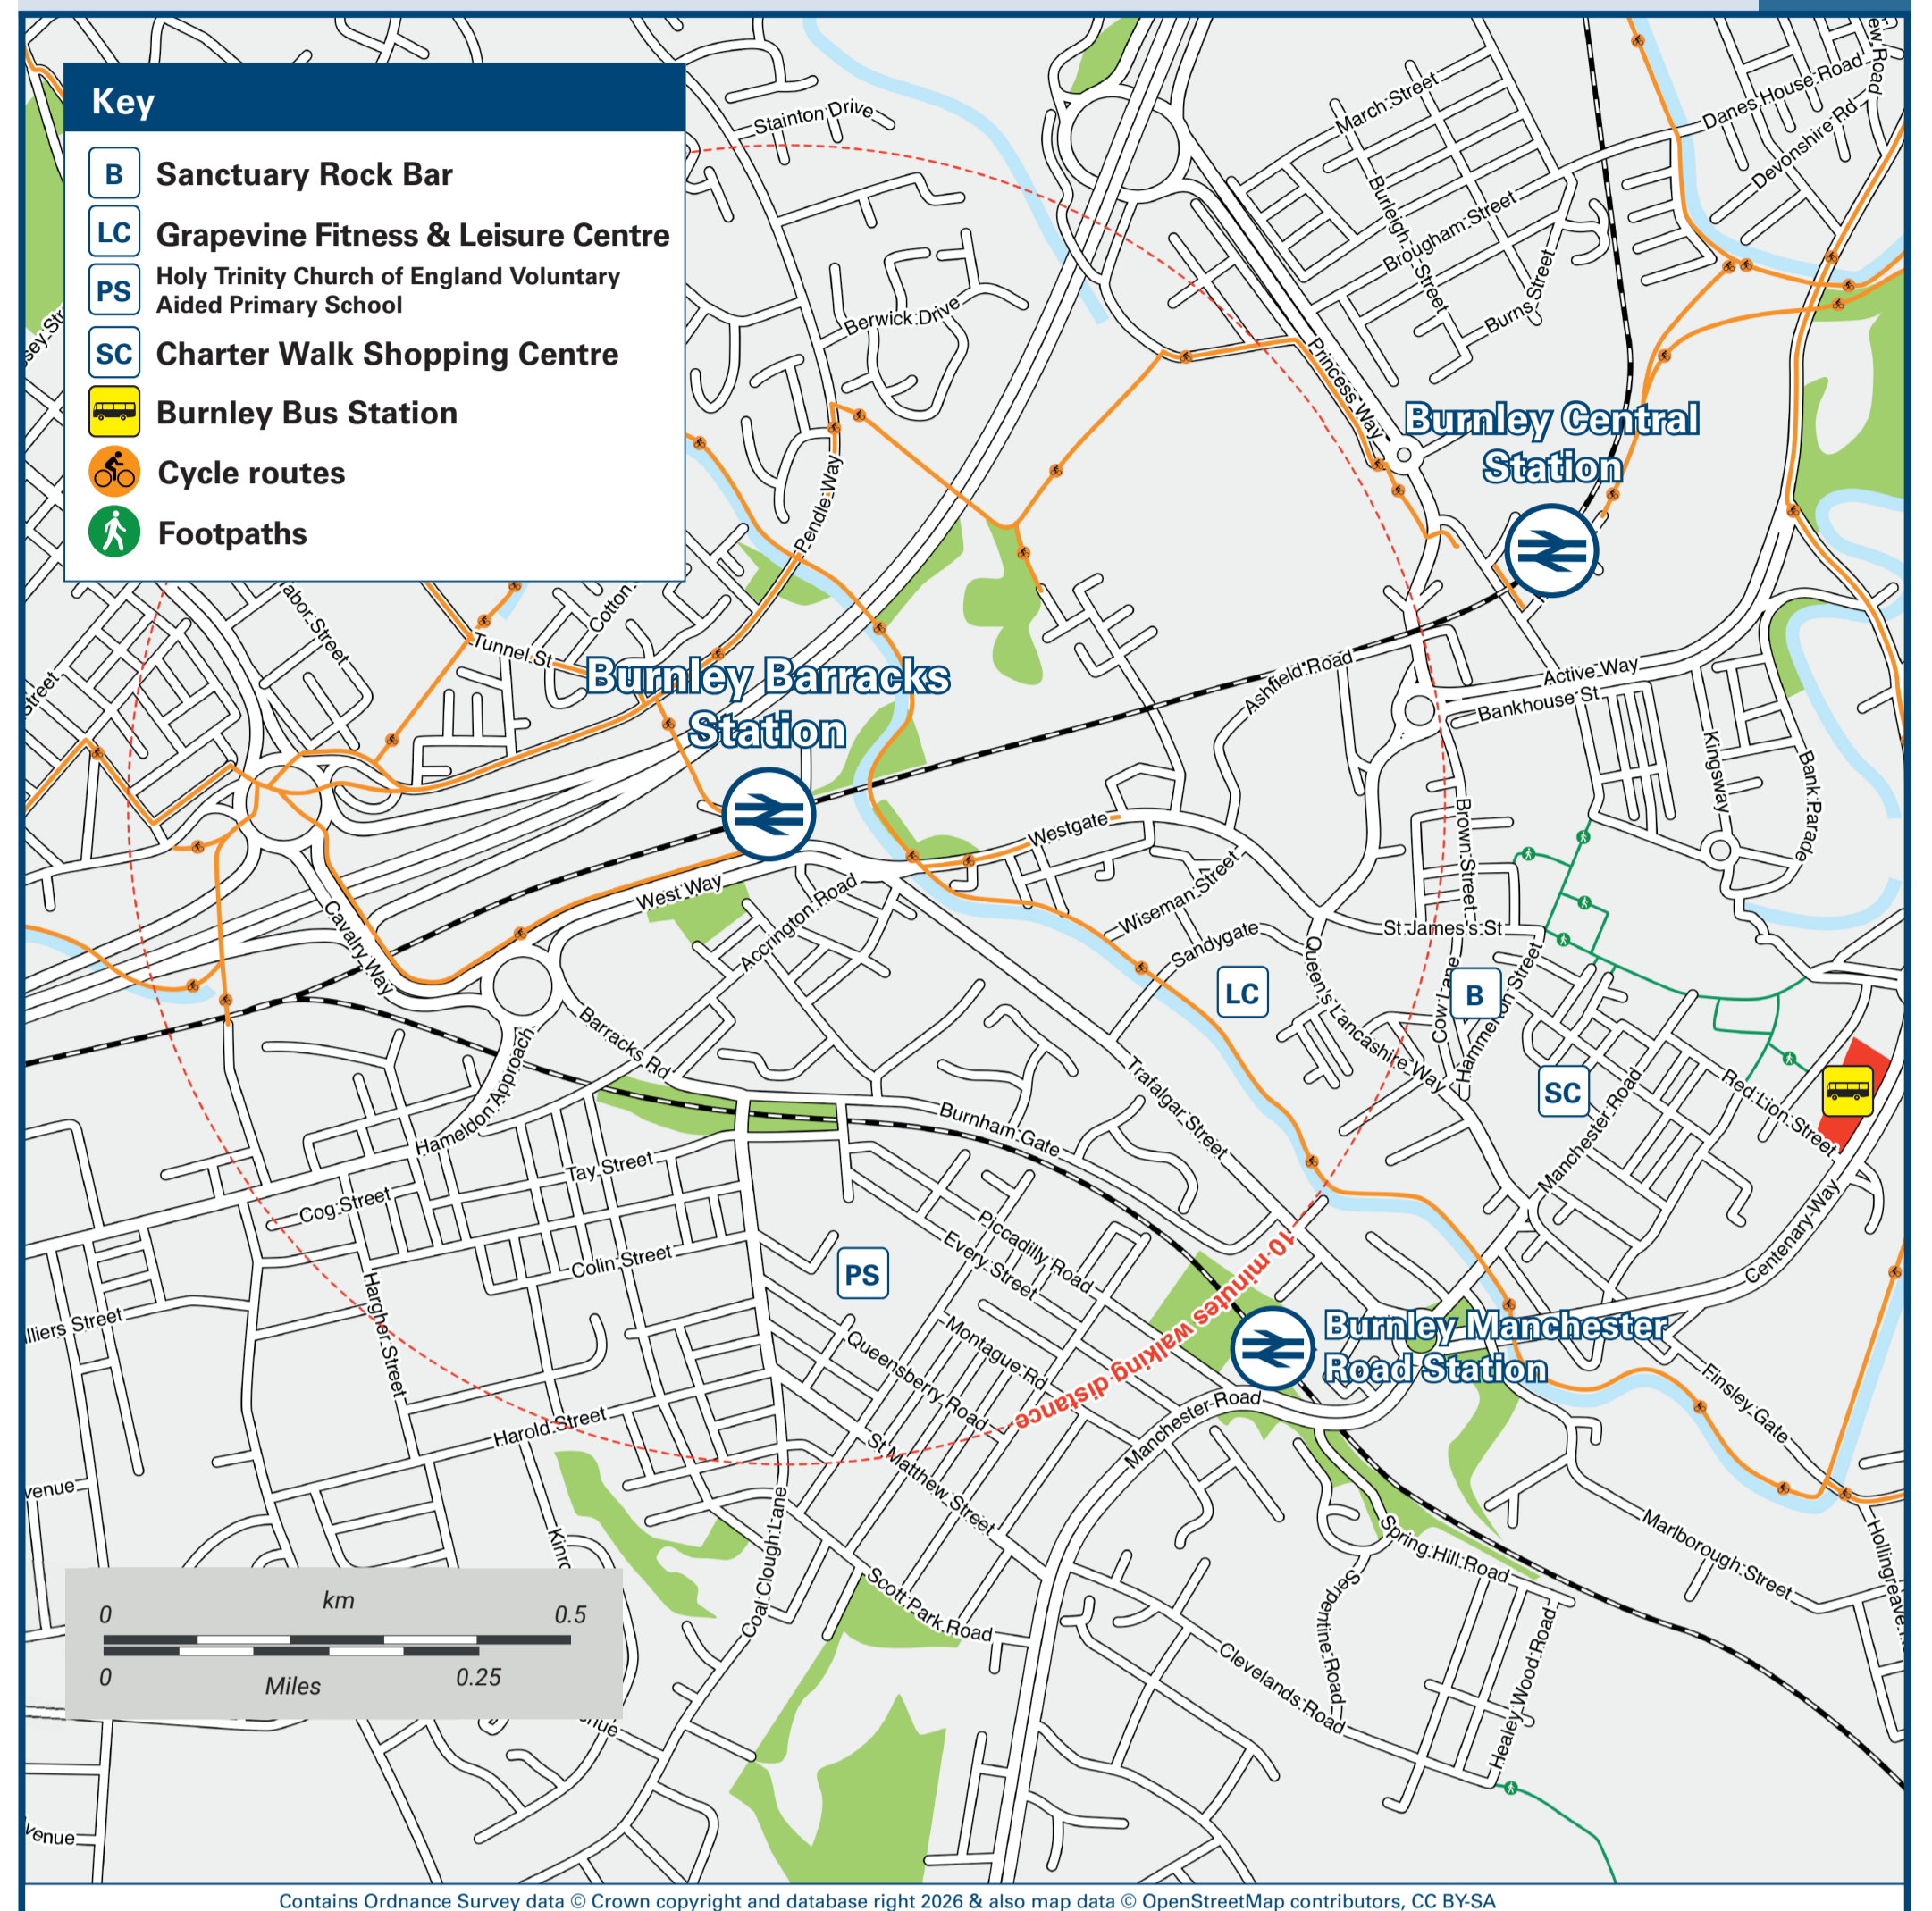 Key
B Sanctuary Rock Bar
LC Grapevine Fitness & Leisure Centre
PS Holy Trinity Church of England Voluntary
Aided Primary School
SC Charter Walk Shopping Centre
Burnley Bus Station
Cycle routes
Footpaths
Stainton Drive
March Street
Danes House Road
Devonshire Rd
Burleigh Street
Brougham Street
Burns Street
Berwick Drive
Princess Way
Burnley Central
Station
Pendle Way
Cotton
Tunnel St
Burnley Barracks
Station
Ashfield Road
Active Way
Bankhouse St
Kingsway
Bank Parade
Street
Westgate
Brown Street
West Way
Accrington Road
Wiseman Street
Sandygate
St James's St
Cavalry Way
LC
B
Queen's Lancashire Way
Cow Lane
Hammerton Street
Barracks Rd
Hameldon Approach
Trafalgar Street
SC
Manchester Road
Red Lion Street
Burnham Gate
Tay Street
Cog Street
Colin Street
PS
Piccadilly Road
Every Street
Centenary Way
10 minutes walking distance
Hargher Street
Burnley Manchester
Road Station
Montague Rd
Queensberry Road
Manchester Road
Finsley Gate
Harold Street
St Matthew Street
venue
Coal Clough Lane
Spring Hill Road
Marlborough Street
Scott Park Road
Serpentine Road
Clevelands Road
Healey Wood Road
km
0 0.5
0 0.25
Miles
venue
Contains Ordnance Survey data © Crown copyright and database right 2026 & also map data © OpenStreetMap contributors, CC BY-SA